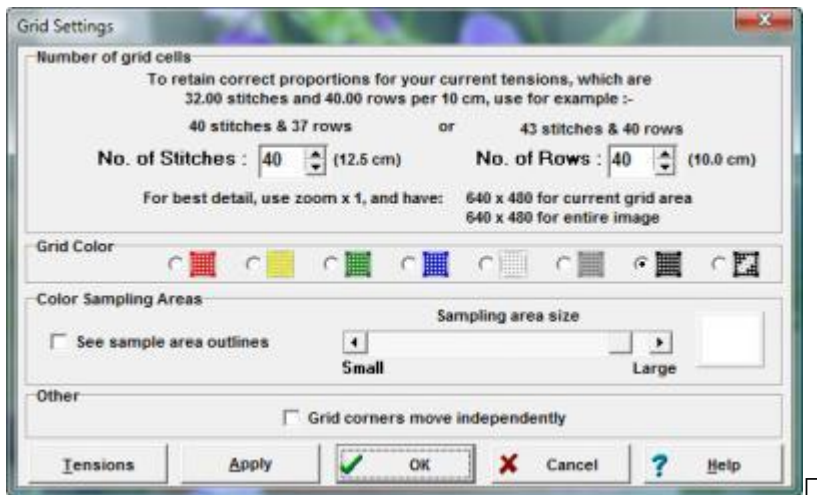 Grid Settings
Number of grid cells
To retain correct proportions for your current tensions, which are
32.00 stitches and 40.00 rows per 10 cm, use for example :-
40 stitches & 37 rows or 43 stitches & 40 rows
No. of Stitches : 40 (12.5 cm) No. of Rows : 40 (10.0 cm)
For best detail, use zoom x 1, and have: 640 x 480 for current grid area
640 x 480 for entire image
Grid Color
Color Sampling Areas
Sampling area size
See sample area outlines
Small Large
Other
Grid corners move independently
Tensions Apply OK Cancel Help